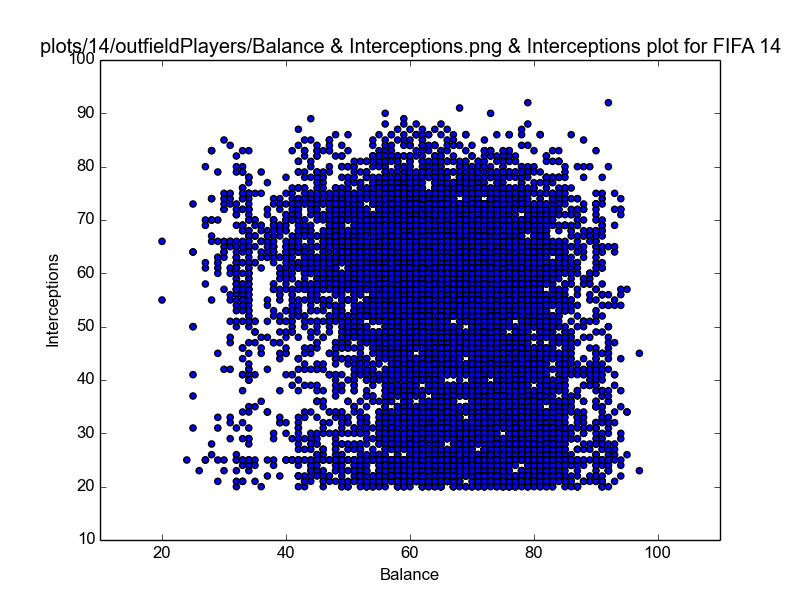 plots/14/outfieldPlayers/Balance & Interceptions.png & Interceptions plot for FIFA 14
100
90
80
70
60
50
40
30
20
10
Interceptions
20 40 60 80 100
Balance